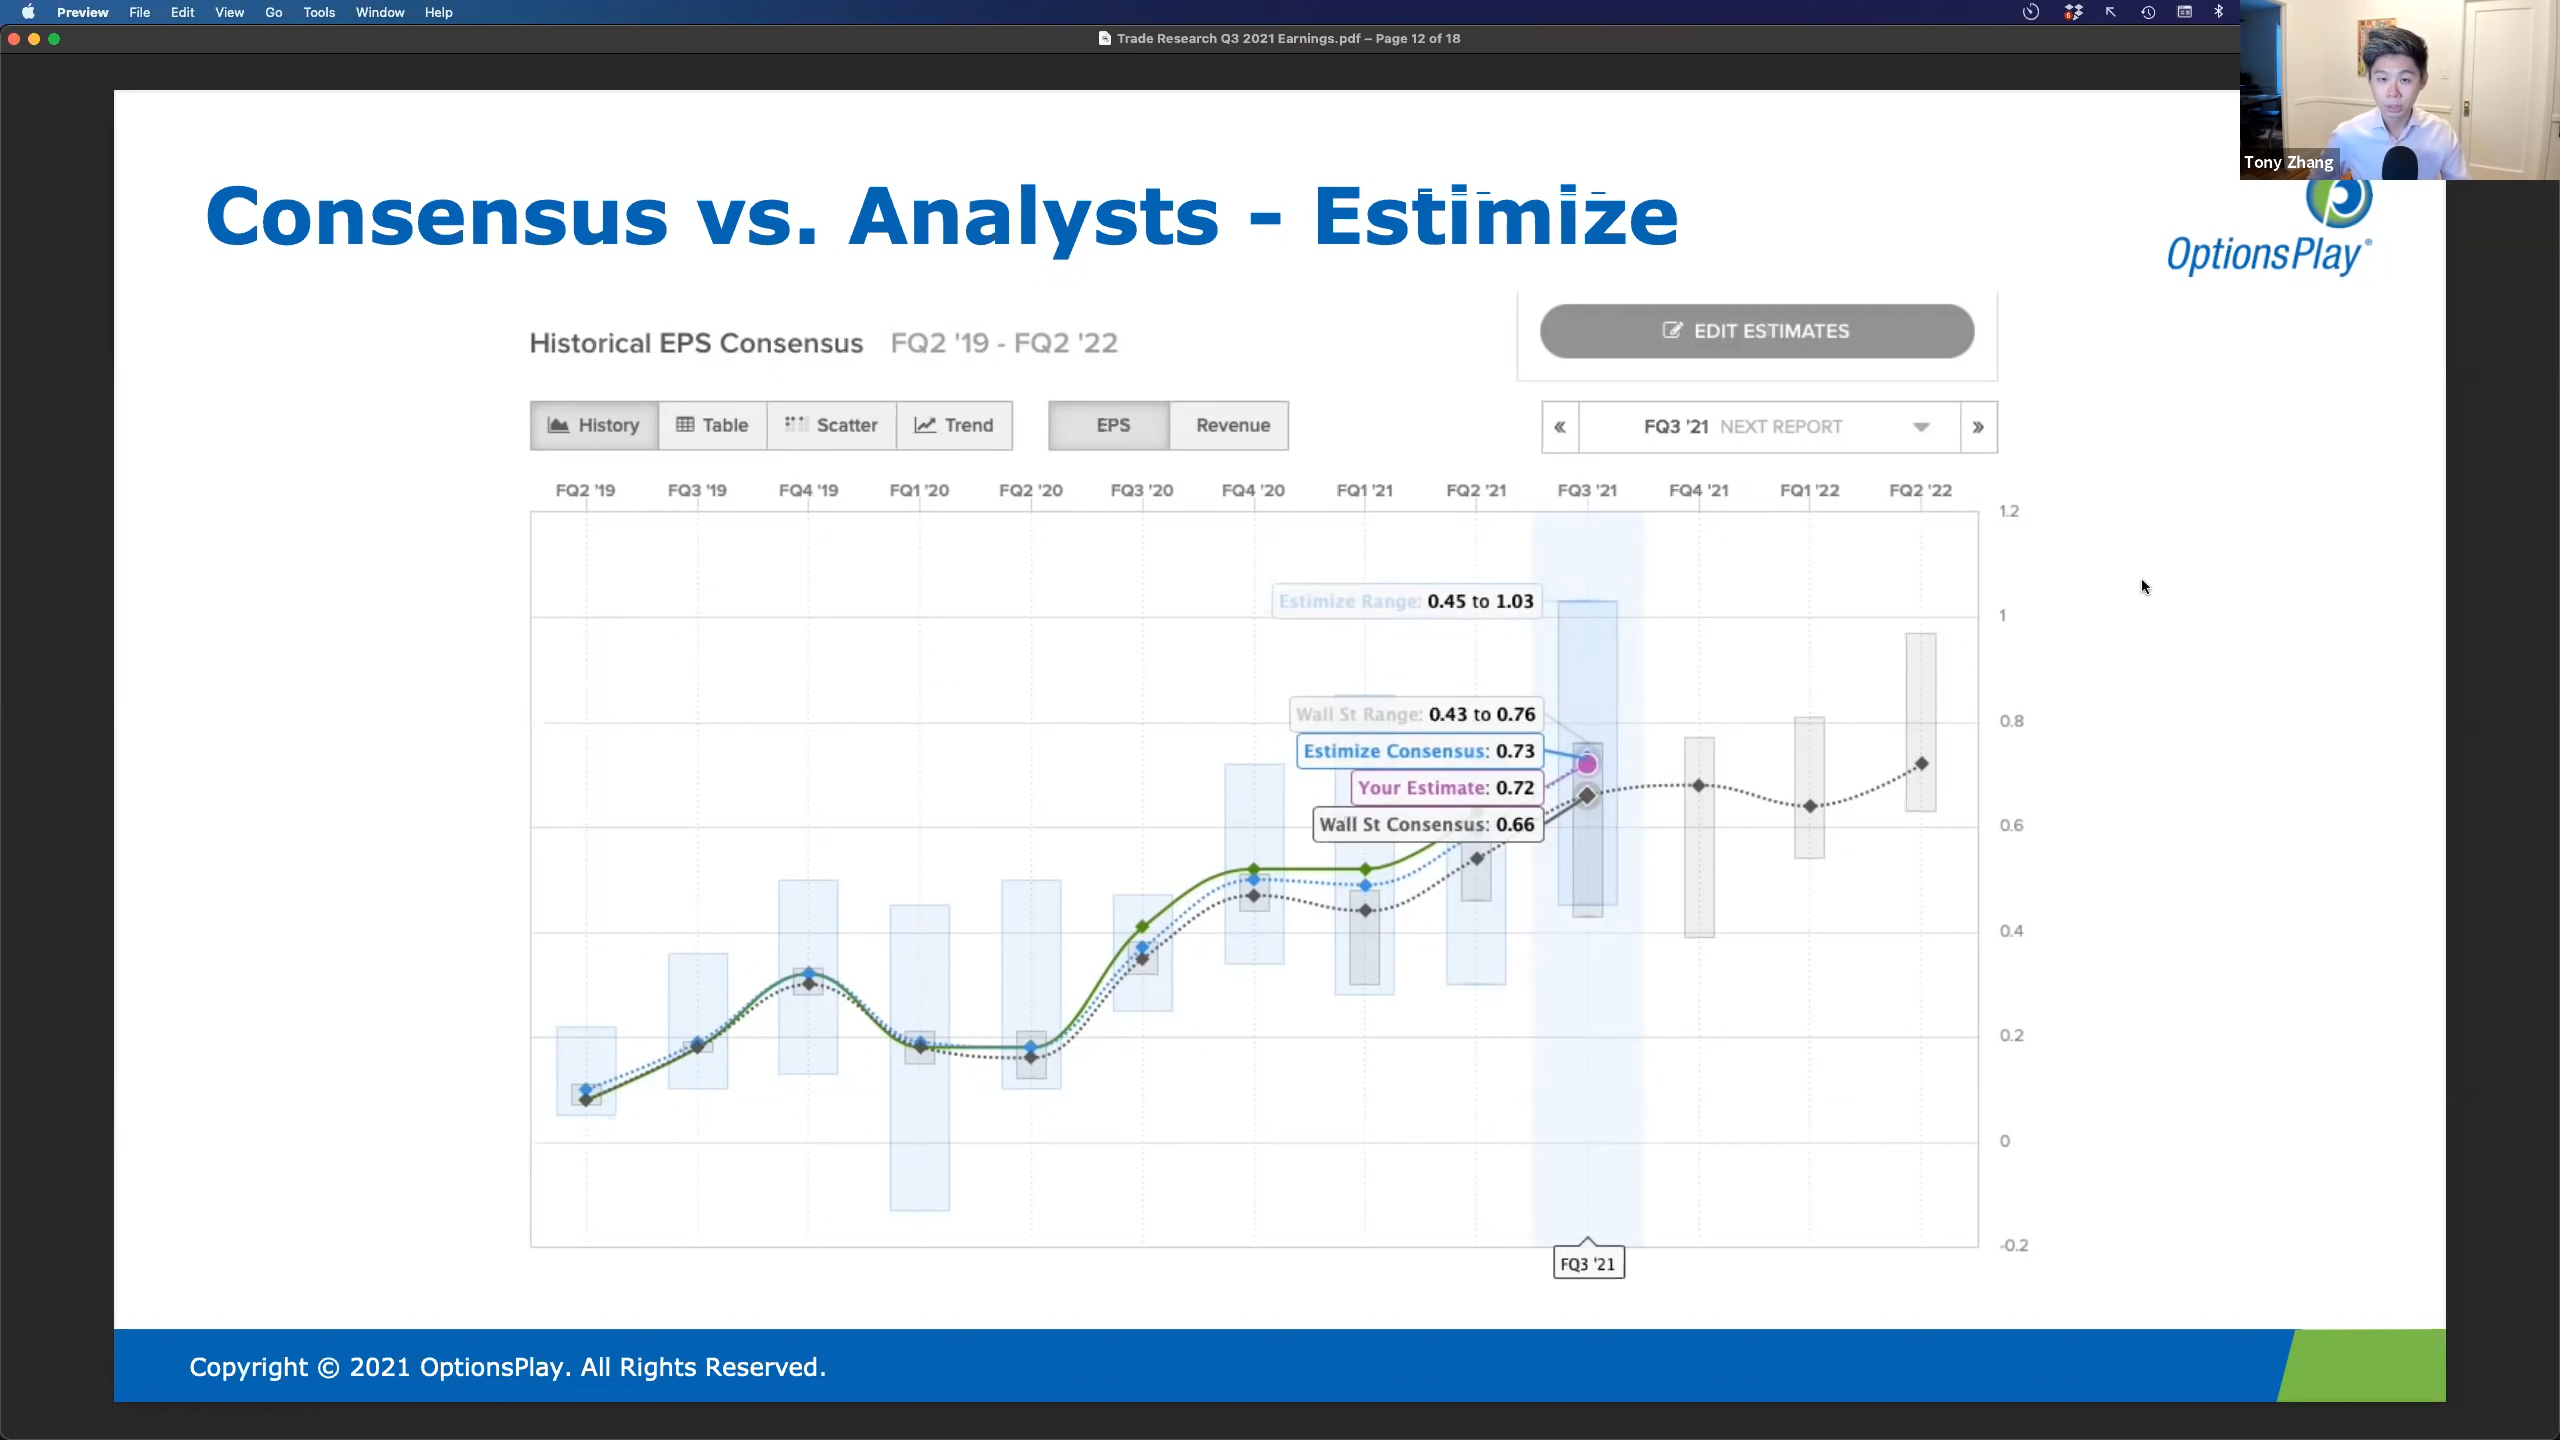 Preview File Edit View Go Tools Window Help
Trade Research Q3 2021 Earnings.pdf – Page 12 of 18
Tony Zhang
Consensus vs. Analysts - Estimize
OptionsPlay®
Historical EPS Consensus FQ2 '19 - FQ2 '22
EDIT ESTIMATES
History Table Scatter Trend EPS Revenue
« FQ3 '21 NEXT REPORT »
FQ2 '19 FQ3 '19 FQ4 '19 FQ1 '20 FQ2 '20 FQ3 '20 FQ4 '20 FQ1 '21 FQ2 '21 FQ3 '21 FQ4 '21 FQ1 '22 FQ2 '22
1.2
Estimize Range: 0.45 to 1.03
1
Wall St Range: 0.43 to 0.76
0.8
Estimize Consensus: 0.73
Your Estimate: 0.72
Wall St Consensus: 0.66
0.6
0.4
0.2
0
-0.2
FQ3 '21
Copyright © 2021 OptionsPlay. All Rights Reserved.